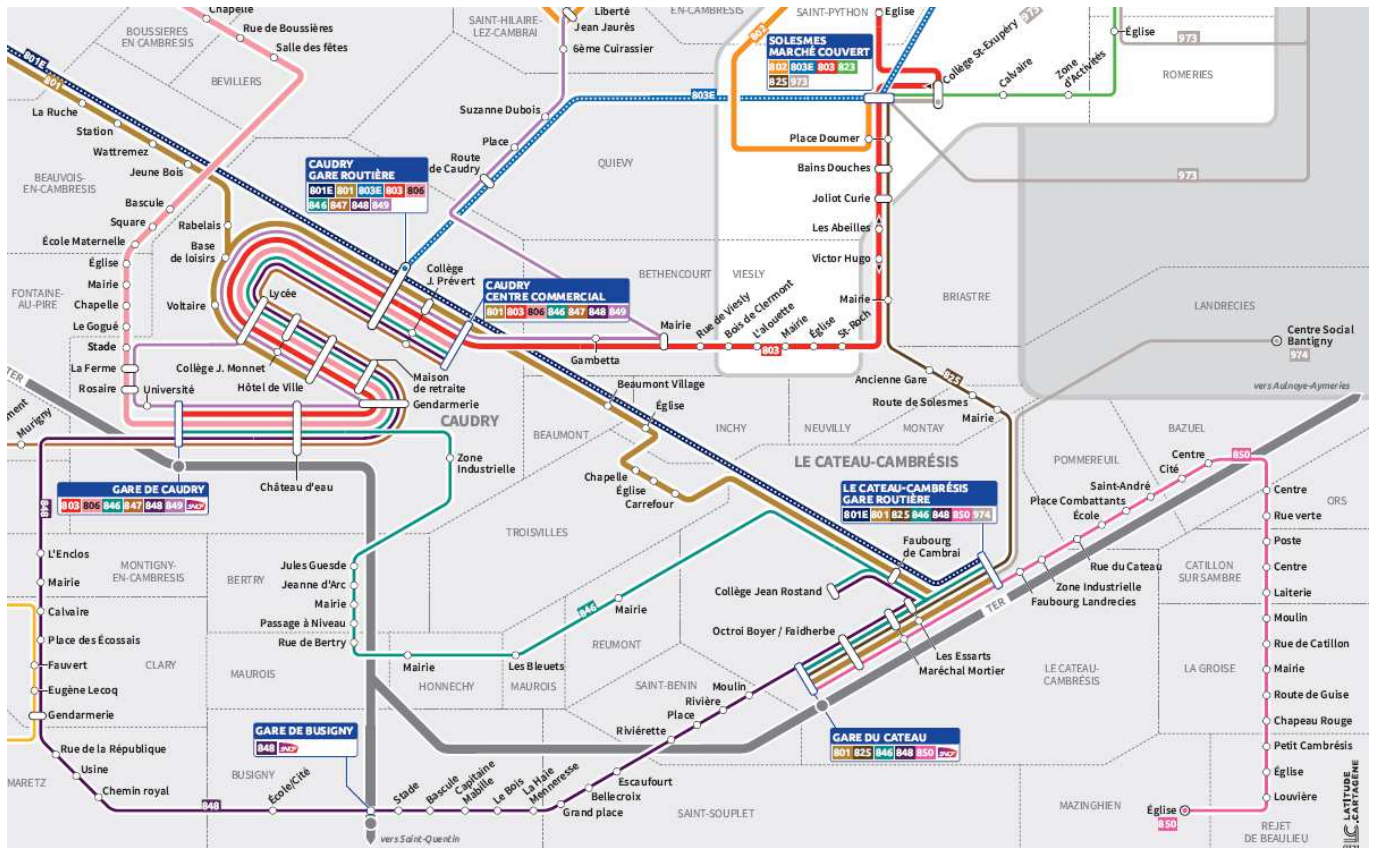 Chapelle
Rue de Boussières
Salle des fêtes
BOUSSIERES
EN CAMBRESIS
BEVILLERS
SAINT-HILAIRE
LEZ-CAMBRAI
Liberté
Jean Jaurès
6ème Cuirassier
EN-CAMBRESIS
SAINT-PYTHON
Eglise
802
SOLESMES
MARCHÉ COUVERT
802 803E 803 823
825 973
Collège St-Exupéry
973
Calvaire
Zone
d'Activités
Église
973
ROMERIES
801E
801
La Ruche
Station
Wattremez
Jeune Bois
BEAUVOIS-
EN-CAMBRESIS
Bascule
Square
École Maternelle
Église
Mairie
Chapelle
Le Gogué
Stade
La Ferme
Rosaire
FONTAINE-
AU-PIRE
Rabelais
Base
de loisirs
Voltaire
Suzanne Dubois
Place
Route
de Caudry
803E
QUIEVY
CAUDRY
GARE ROUTIÈRE
801E 801 803E 803 806
846 847 848 849
Place Doumer
Bains Douches
Joliot Curie
Les Abeilles
Victor Hugo
Mairie
973
Collège
J. Prévert
Lycée
CAUDRY
CENTRE COMMERCIAL
801 803 806 846 847 848 849
BETHENCOURT
VIESLY
BRIASTRE
LANDRECIES
Mairie
Rue de Viesly
Bois de Clermont
L'alouette
Mairie
Église
St-Roch
803
Gambetta
Centre Social
Bantigny
974
vers Aulnoye-Aymeries
Collège J. Monnet
Hôtel de Ville
Maison
de retraite
Gendarmerie
CAUDRY
Université
TER
Murigny
Château d'eau
Zone
Industrielle
GARE DE CAUDRY
803 806 846 847 848 849 SNCF
Beaumont Village
Église
BEAUMONT
INCHY
NEUVILLY
MONTAY
Ancienne Gare
825
Route de Solesmes
Mairie
Chapelle
Église
Carrefour
LE CATEAU-CAMBRÉSIS
LE CATEAU-CAMBRÉSIS
GARE ROUTIÈRE
801E 801 825 846 848 850 974
POMMEREUIL
BAZUEL
Centre
Cité
Saint-André
Place Combattants
École
Rue du Cateau
Zone Industrielle
Faubourg Landrecies
850
Centre
Rue verte
ORS
Poste
Centre
Laiterie
Moulin
Rue de Catillon
Mairie
Route de Guise
Chapeau Rouge
Petit Cambrésis
Église
Louvière
CATILLON
SUR SAMBRE
LA GROISE
848
L'Enclos
Mairie
Calvaire
Place des Écossais
Fauvert
Eugène Lecoq
Gendarmerie
MONTIGNY-
EN-CAMBRESIS
CLARY
BERTRY
TROISVILLES
Jules Guesde
Jeanne d'Arc
Mairie
Passage à Niveau
Rue de Bertry
MAUROIS
Mairie
HONNECHY
Les Bleuets
MAUROIS
846
Mairie
REUMONT
Faubourg
de Cambrai
Collège Jean Rostand
Octroi Boyer / Faidherbe
Les Essarts
Maréchal Mortier
TER
LE CATEAU-
CAMBRÉSIS
SAINT-BENIN
Moulin
Rivière
Place
Riviérette
Escaufourt
Bellecroix
Grand place
GARE DU CATEAU
801 825 846 848 850 SNCF
GARE DE BUSIGNY
848 SNCF
Rue de la République
Usine
Chemin royal
MARETZ
BUSIGNY
848
École/Cité
Stade
Bascule
Capitaine
Mabille
Le Bois
La Haie
Menneresse
vers Saint-Quentin
SAINT-SOUPLET
MAZINGHIEN
Église
850
REJET
DE BEAULIEU
LATITUDE
CARTAGÈNE